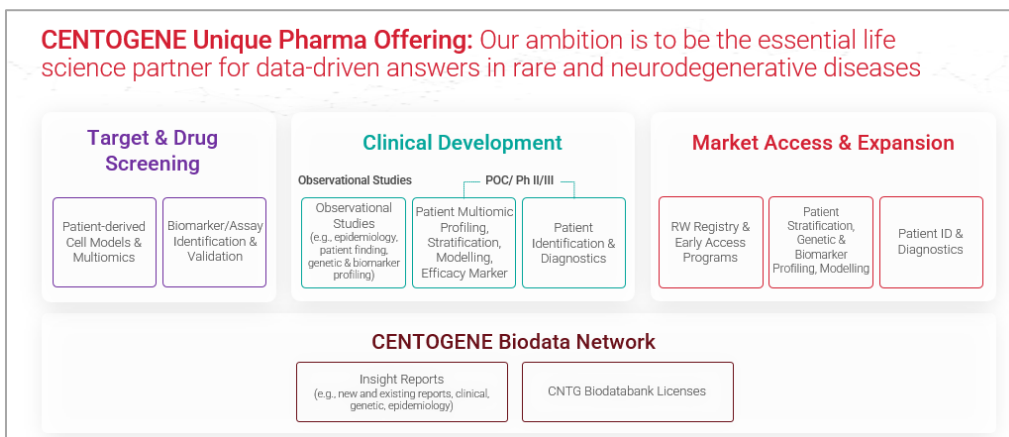 CENTOGENE Unique Pharma Offering: Our ambition is to be the essential life
science partner for data-driven answers in rare and neurodegenerative diseases
Target & Drug
Screening
Patient-derived
Cell Models &
Multiomics
Biomarker/Assay
Identification &
Validation
Clinical Development
Observational Studies
POC/ Ph II/III
Observational
Studies
(e.g., epidemiology,
patient finding,
genetic & biomarker
profiling)
Patient Multiomic
Profiling,
Stratification,
Modelling,
Efficacy Marker
Patient
Identification &
Diagnostics
Market Access & Expansion
RW Registry &
Early Access
Programs
Patient
Stratification,
Genetic &
Biomarker
Profiling, Modelling
Patient ID &
Diagnostics
CENTOGENE Biodata Network
Insight Reports
(e.g., new and existing reports, clinical,
genetic, epidemiology)
CNTG Biodatabank Licenses